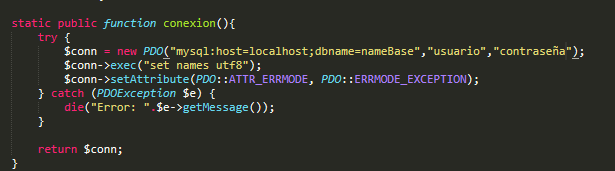 static public function conexion(){
    try {
        $conn = new PDO("mysql:host=localhost;dbname=nameBase","usuario","contraseña");
        $conn->exec("set names utf8");
        $conn->setAttribute(PDO::ATTR_ERRMODE, PDO::ERRMODE_EXCEPTION);
    } catch (PDOException $e) {
        die("Error: ".$e->getMessage());
    }

    return $conn;
}